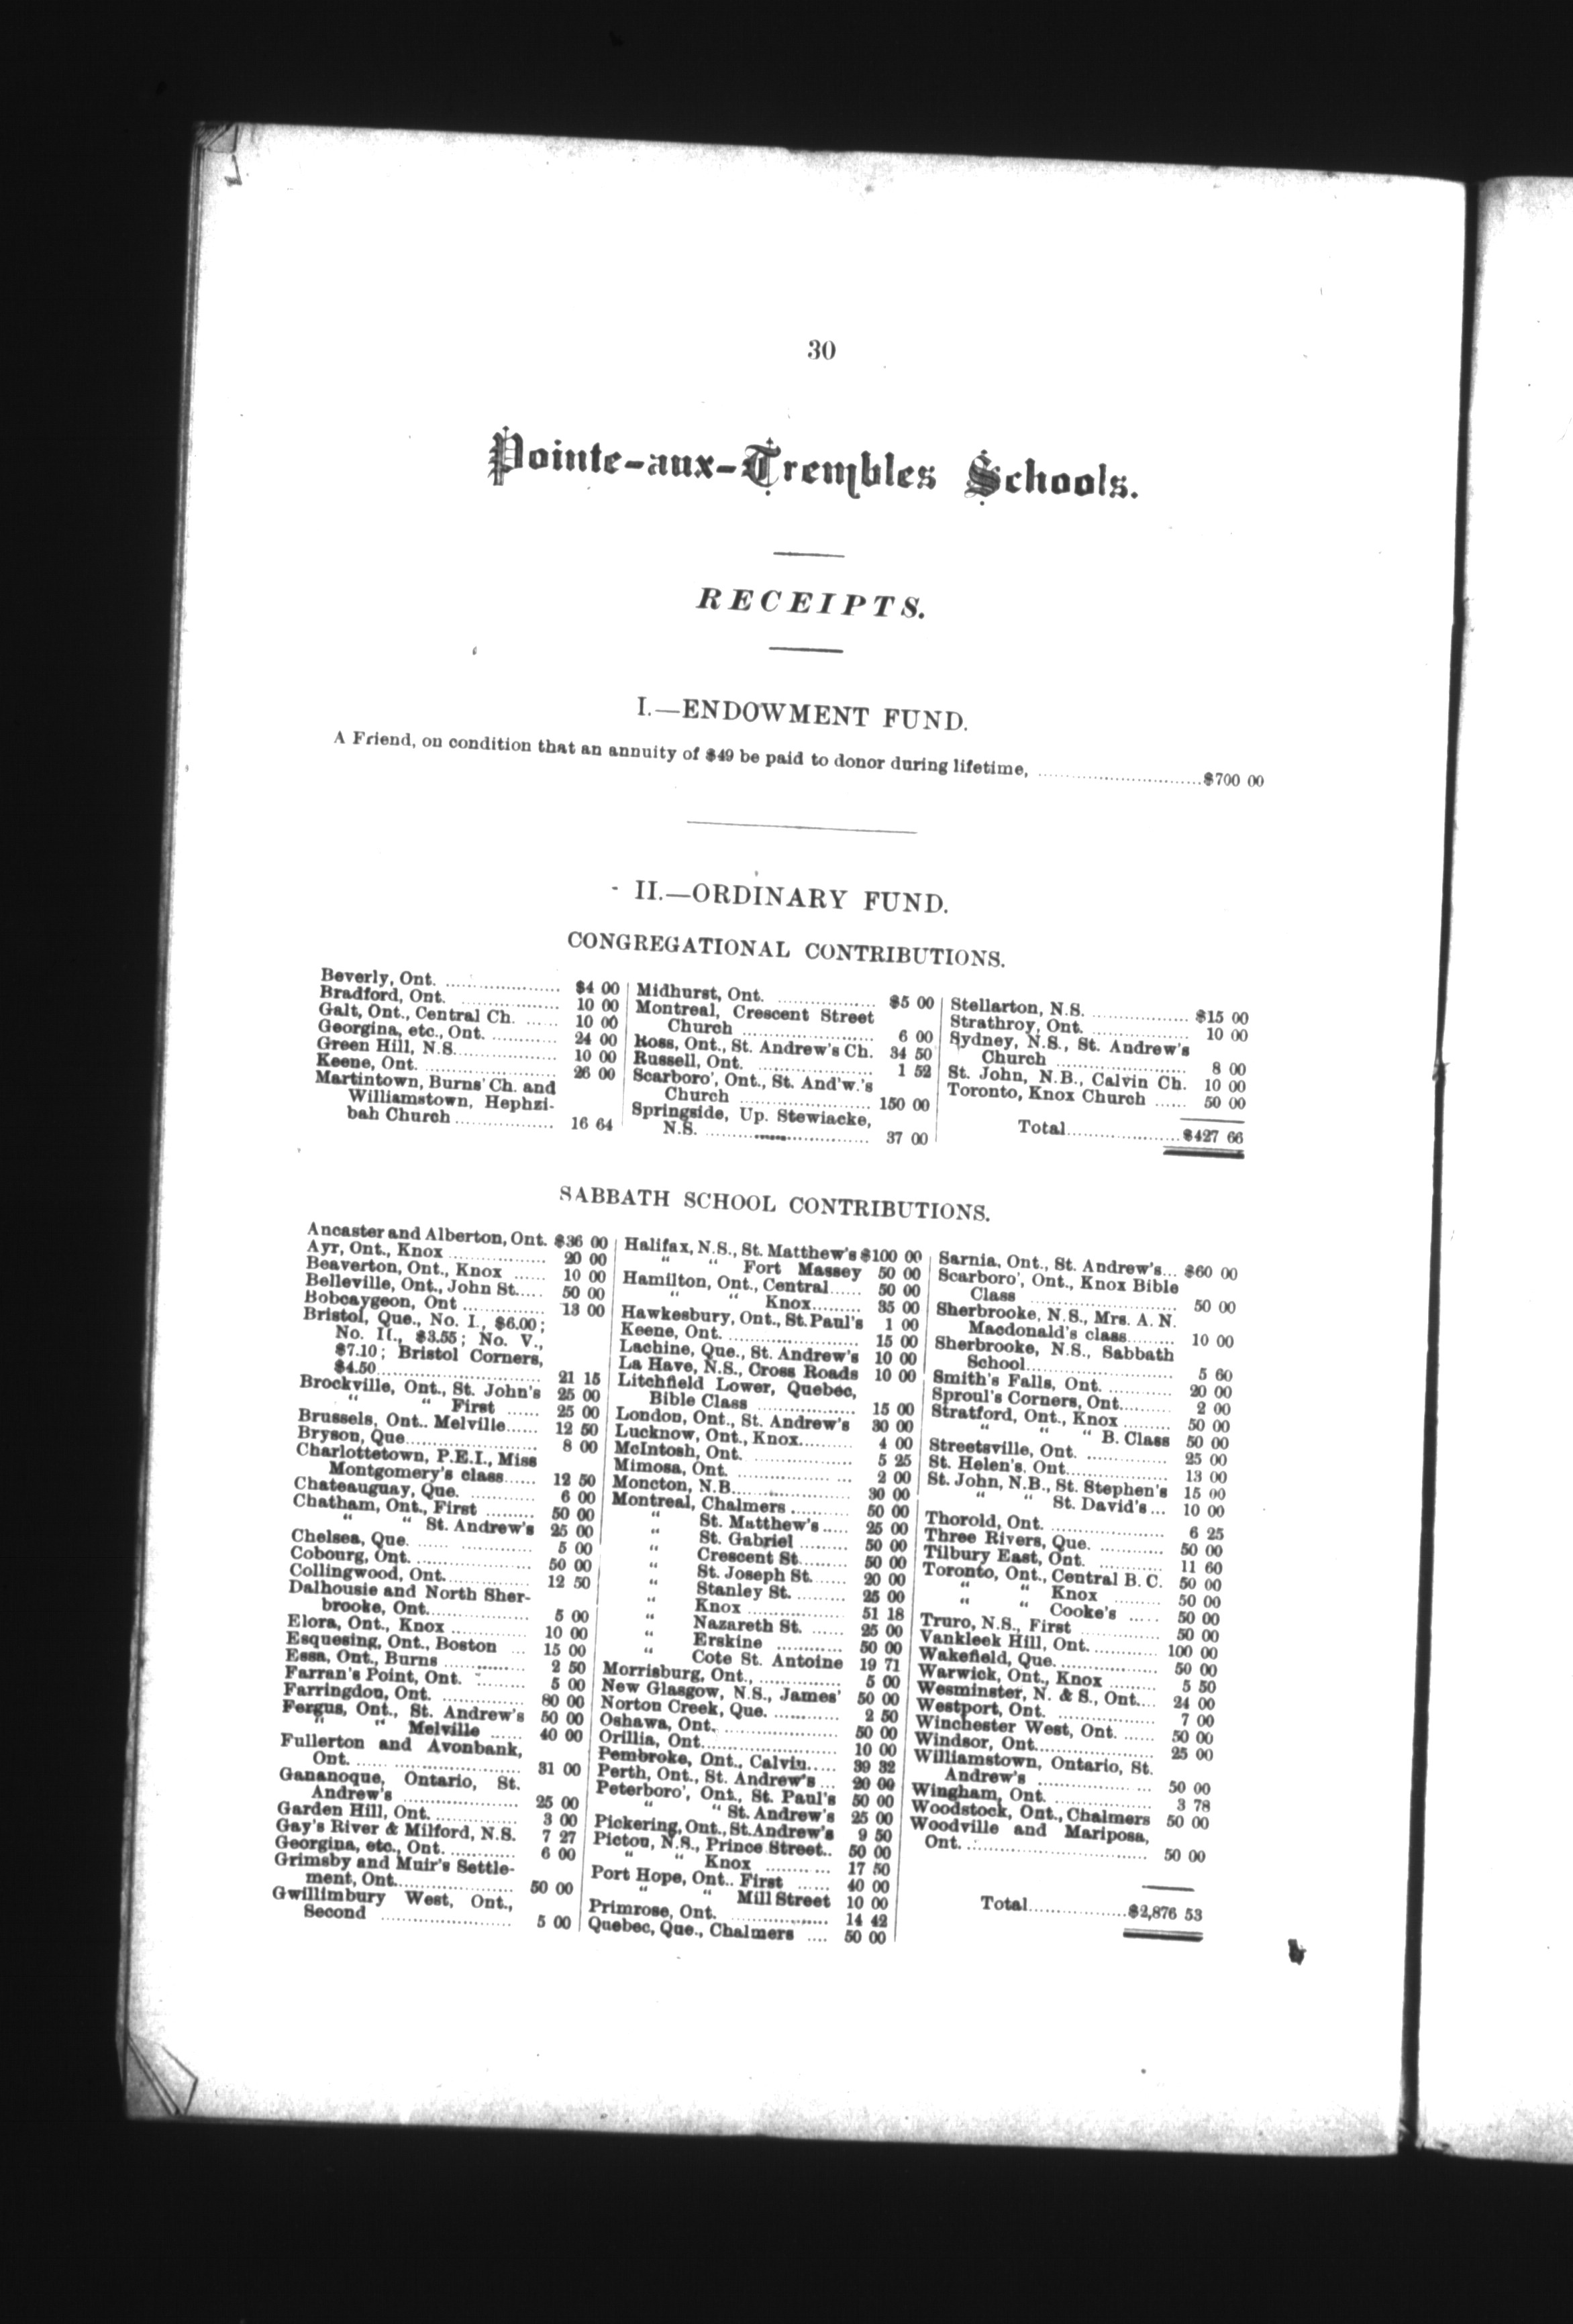 30
Pointe-aux-Trembles Schools.
RECEIPTS.
I.—ENDOWMENT FUND.
A Friend, on condition that an annuity of $49 be paid to donor during lifetime, ..............................$700 00
II.—ORDINARY FUND.
CONGREGATIONAL CONTRIBUTIONS.
Beverly, Ont. .................... $4 00
Bradford, Ont. ................. 10 00
Galt, Ont., Central Ch. ...... 10 00
Georgina, etc., Ont. ............ 24 00
Green Hill, N.S.................. 10 00
Keene, Ont. ...................... 26 00
Martintown, Burns' Ch. and
Williamstown, Hephzi-
bah Church ................. 16 64
Midhurst, Ont. ................. $5 00
Montreal, Crescent Street
Church ....................... 6 00
Ross, Ont., St. Andrew's Ch. 34 50
Russell, Ont. .................... 1 52
Scarboro', Ont., St. And'w.'s
Church ....................... 150 00
Springside, Up. Stewiacke,
N.S. ............................ 37 00
Stellarton, N.S. ................. $15 00
Strathroy, Ont. ................. 10 00
Sydney, N.S., St. Andrew's
Church ........................ 8 00
St. John, N.B., Calvin Ch. 10 00
Toronto, Knox Church ...... 50 00
Total....................$427 66
SABBATH SCHOOL CONTRIBUTIONS.
Ancaster and Alberton, Ont. $36 00
Ayr, Ont., Knox ................. 20 00
Beaverton, Ont., Knox ...... 10 00
Belleville, Ont., John St..... 50 00
Bobcaygeon, Ont .............. 13 00
Bristol, Que., No. I., $6.00;
No. II., $3.55; No. V.,
$7.10; Bristol Corners,
$4.50............................ 21 15
Brockville, Ont., St. John's 25 00
" " First ...... 25 00
Brussels, Ont.. Melville...... 12 50
Bryson, Que....................... 8 00
Charlottetown, P.E.I., Miss
Montgomery's class...... 12 50
Chateauguay, Que. ............ 6 00
Chatham, Ont., First ......... 50 00
" " St. Andrew's 25 00
Chelsea, Que. .................... 5 00
Cobourg, Ont. .................... 50 00
Collingwood, Ont............... 12 50
Dalhousie and North Sher-
brooke, Ont.................. 5 00
Elora, Ont., Knox .............. 10 00
Esquesing, Ont., Boston ... 15 00
Essa, Ont., Burns .............. 2 50
Farran's Point, Ont. .......... 5 00
Farringdon, Ont. ............... 80 00
Fergus, Ont., St. Andrew's 50 00
" " Melville ...... 40 00
Fullerton and Avonbank,
Ont. ............................ 31 00
Gananoque, Ontario, St.
Andrew's .................... 25 00
Garden Hill, Ont. .............. 3 00
Gay's River & Milford, N.S. 7 27
Georgina, etc., Ont. ............ 6 00
Grimsby and Muir's Settle-
ment, Ont.................... 50 00
Gwillimbury West, Ont.,
Second ....................... 5 00
Halifax, N.S., St. Matthew's $100 00
" " Fort Massey 50 00
Hamilton, Ont., Central...... 50 00
" " Knox......... 35 00
Hawkesbury, Ont., St.Paul's 1 00
Keene, Ont. ....................... 15 00
Lachine, Que., St. Andrew's 10 00
La Have, N.S., Cross Roads 10 00
Litchfield Lower, Quebec,
Bible Class ................. 15 00
London, Ont., St. Andrew's 30 00
Lucknow, Ont., Knox......... 4 00
McIntosh, Ont. ................. 5 25
Mimosa, Ont. .................... 2 00
Moncton, N.B.................... 30 00
Montreal, Chalmers .......... 50 00
" St. Matthew's..... 25 00
" St. Gabriel ......... 50 00
" Crescent St........ 50 00
" St. Joseph St...... 20 00
" Stanley St. ......... 25 00
" Knox ................. 51 18
" Nazareth St. ...... 25 00
" Erskine ............ 50 00
" Cote St. Antoine 19 71
Morrisburg, Ont., .............. 5 00
New Glasgow, N.S., James' 50 00
Norton Creek, Que. ............ 2 50
Oshawa, Ont. .................... 50 00
Orillia, Ont....................... 10 00
Pembroke, Ont., Calvin..... 39 32
Perth, Ont., St. Andrew's ... 20 00
Peterboro', Ont., St. Paul's 50 00
" " St. Andrew's 25 00
Pickering, Ont., St.Andrew's 9 50
Picton, N.S., Prince Street.. 50 00
" " Knox ........... 17 50
Port Hope, Ont.. First ...... 40 00
" " Mill Street 10 00
Primrose, Ont. .................. 14 42
Quebec, Que., Chalmers .... 50 00
Sarnia, Ont., St. Andrew's... $60 00
Scarboro', Ont., Knox Bible
Class .......................... 50 00
Sherbrooke, N.S., Mrs. A. N.
Macdonald's class......... 10 00
Sherbrooke, N.S., Sabbath
School.......................... 5 60
Smith's Falls, Ont. ............ 20 00
Sproul's Corners, Ont......... 2 00
Stratford, Ont., Knox ......... 50 00
" " " B. Class 50 00
Streetsville, Ont. .............. 25 00
St. Helen's. Ont.................. 13 00
St. John, N.B., St. Stephen's 15 00
" " St. David's... 10 00
Thorold, Ont. .................... 6 25
Three Rivers, Que. ............ 50 00
Tilbury East, Ont. ............ 11 60
Toronto, Ont., Central B. C. 50 00
" " Knox ......... 50 00
" " Cooke's ..... 50 00
Truro, N.S., First .............. 50 00
Vankleek Hill, Ont............ 100 00
Wakefield, Que.................. 50 00
Warwick, Ont., Knox ......... 5 50
Wesminster, N. & S., Ont.... 24 00
Westport, Ont. .................. 7 00
Winchester West, Ont. ...... 50 00
Windsor, Ont..................... 25 00
Williamstown, Ontario, St.
Andrew's ..................... 50 00
Wingham, Ont. ................. 3 78
Woodstock, Ont., Chalmers 50 00
Woodville and Mariposa,
Ont. ............................ 50 00
Total.................$2,876 53